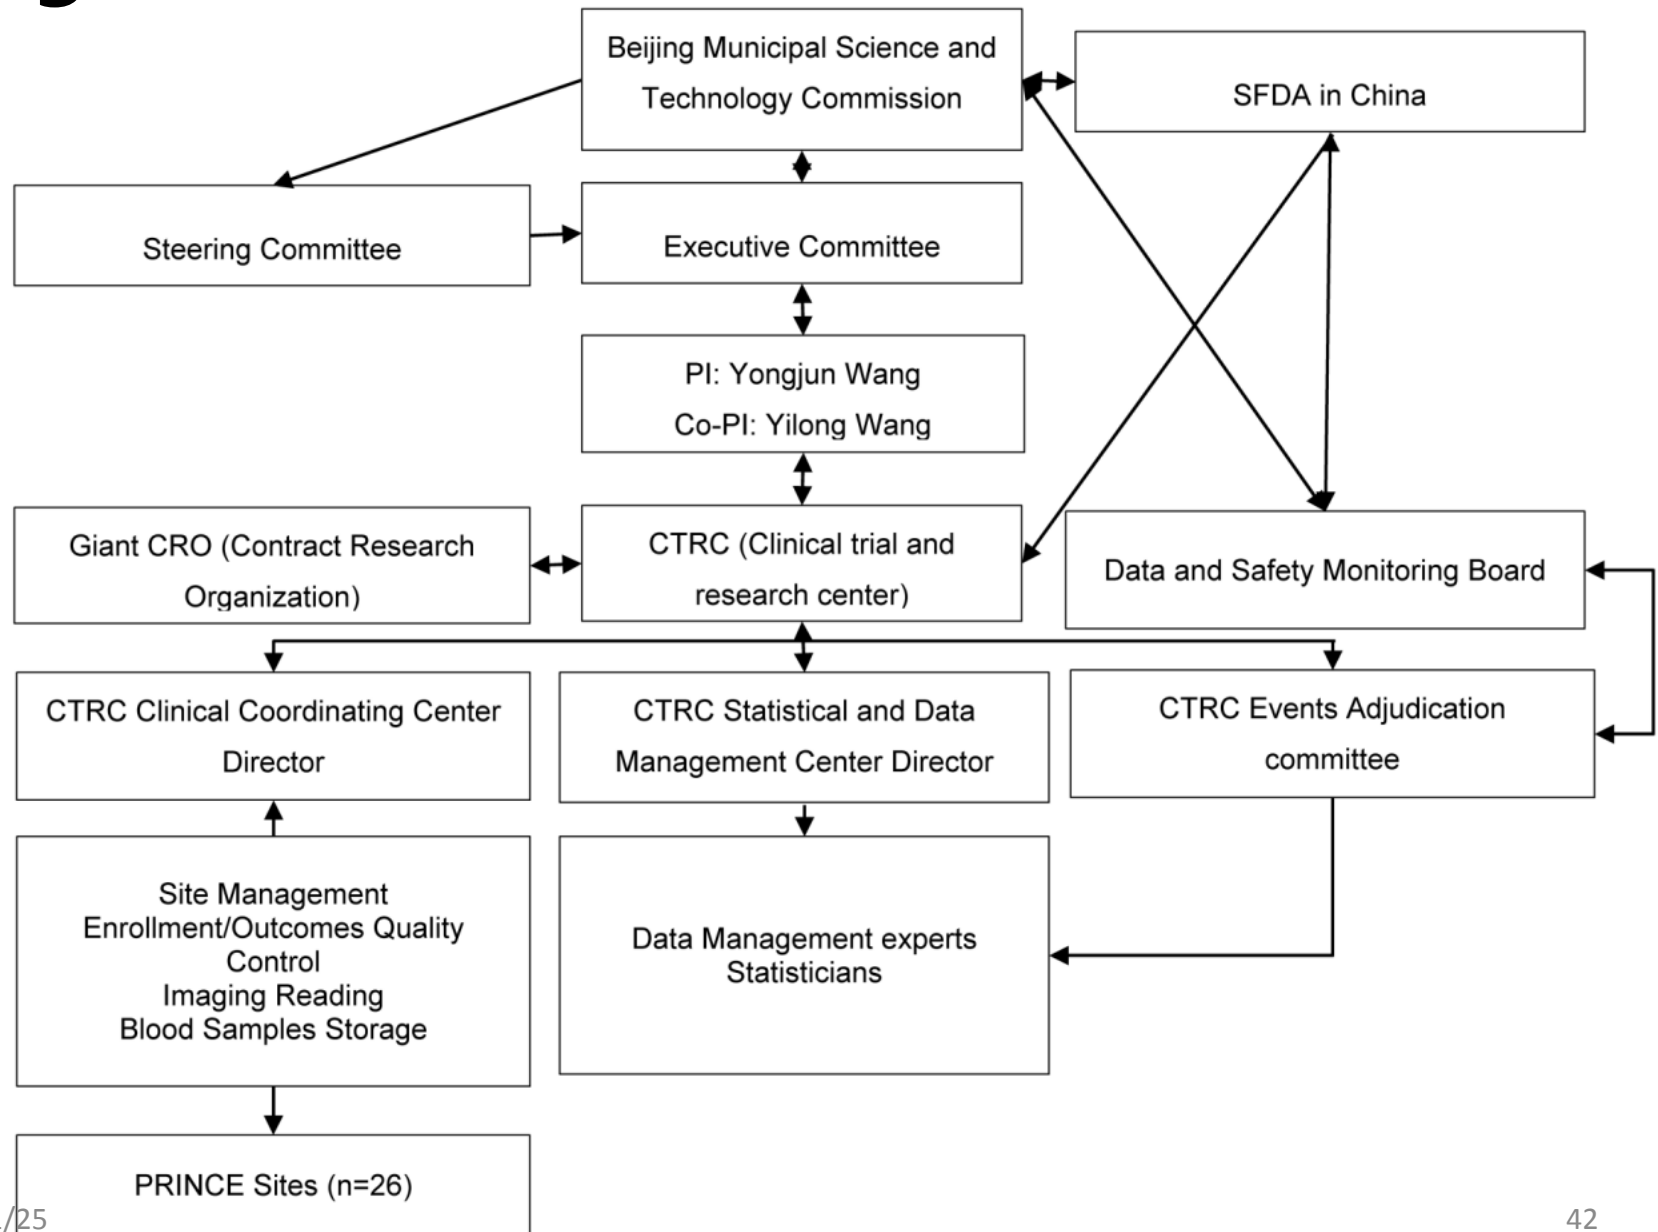 Beijing Municipal Science and
Technology Commission
SFDA in China
Steering Committee
Executive Committee
PI: Yongjun Wang
Co-PI: Yilong Wang
Giant CRO (Contract Research
Organization)
CTRC (Clinical trial and
research center)
Data and Safety Monitoring Board
CTRC Clinical Coordinating Center
Director
CTRC Statistical and Data
Management Center Director
CTRC Events Adjudication
committee
Site Management
Enrollment/Outcomes Quality
Control
Imaging Reading
Blood Samples Storage
Data Management experts
Statisticians
PRINCE Sites (n=26)
/25
42